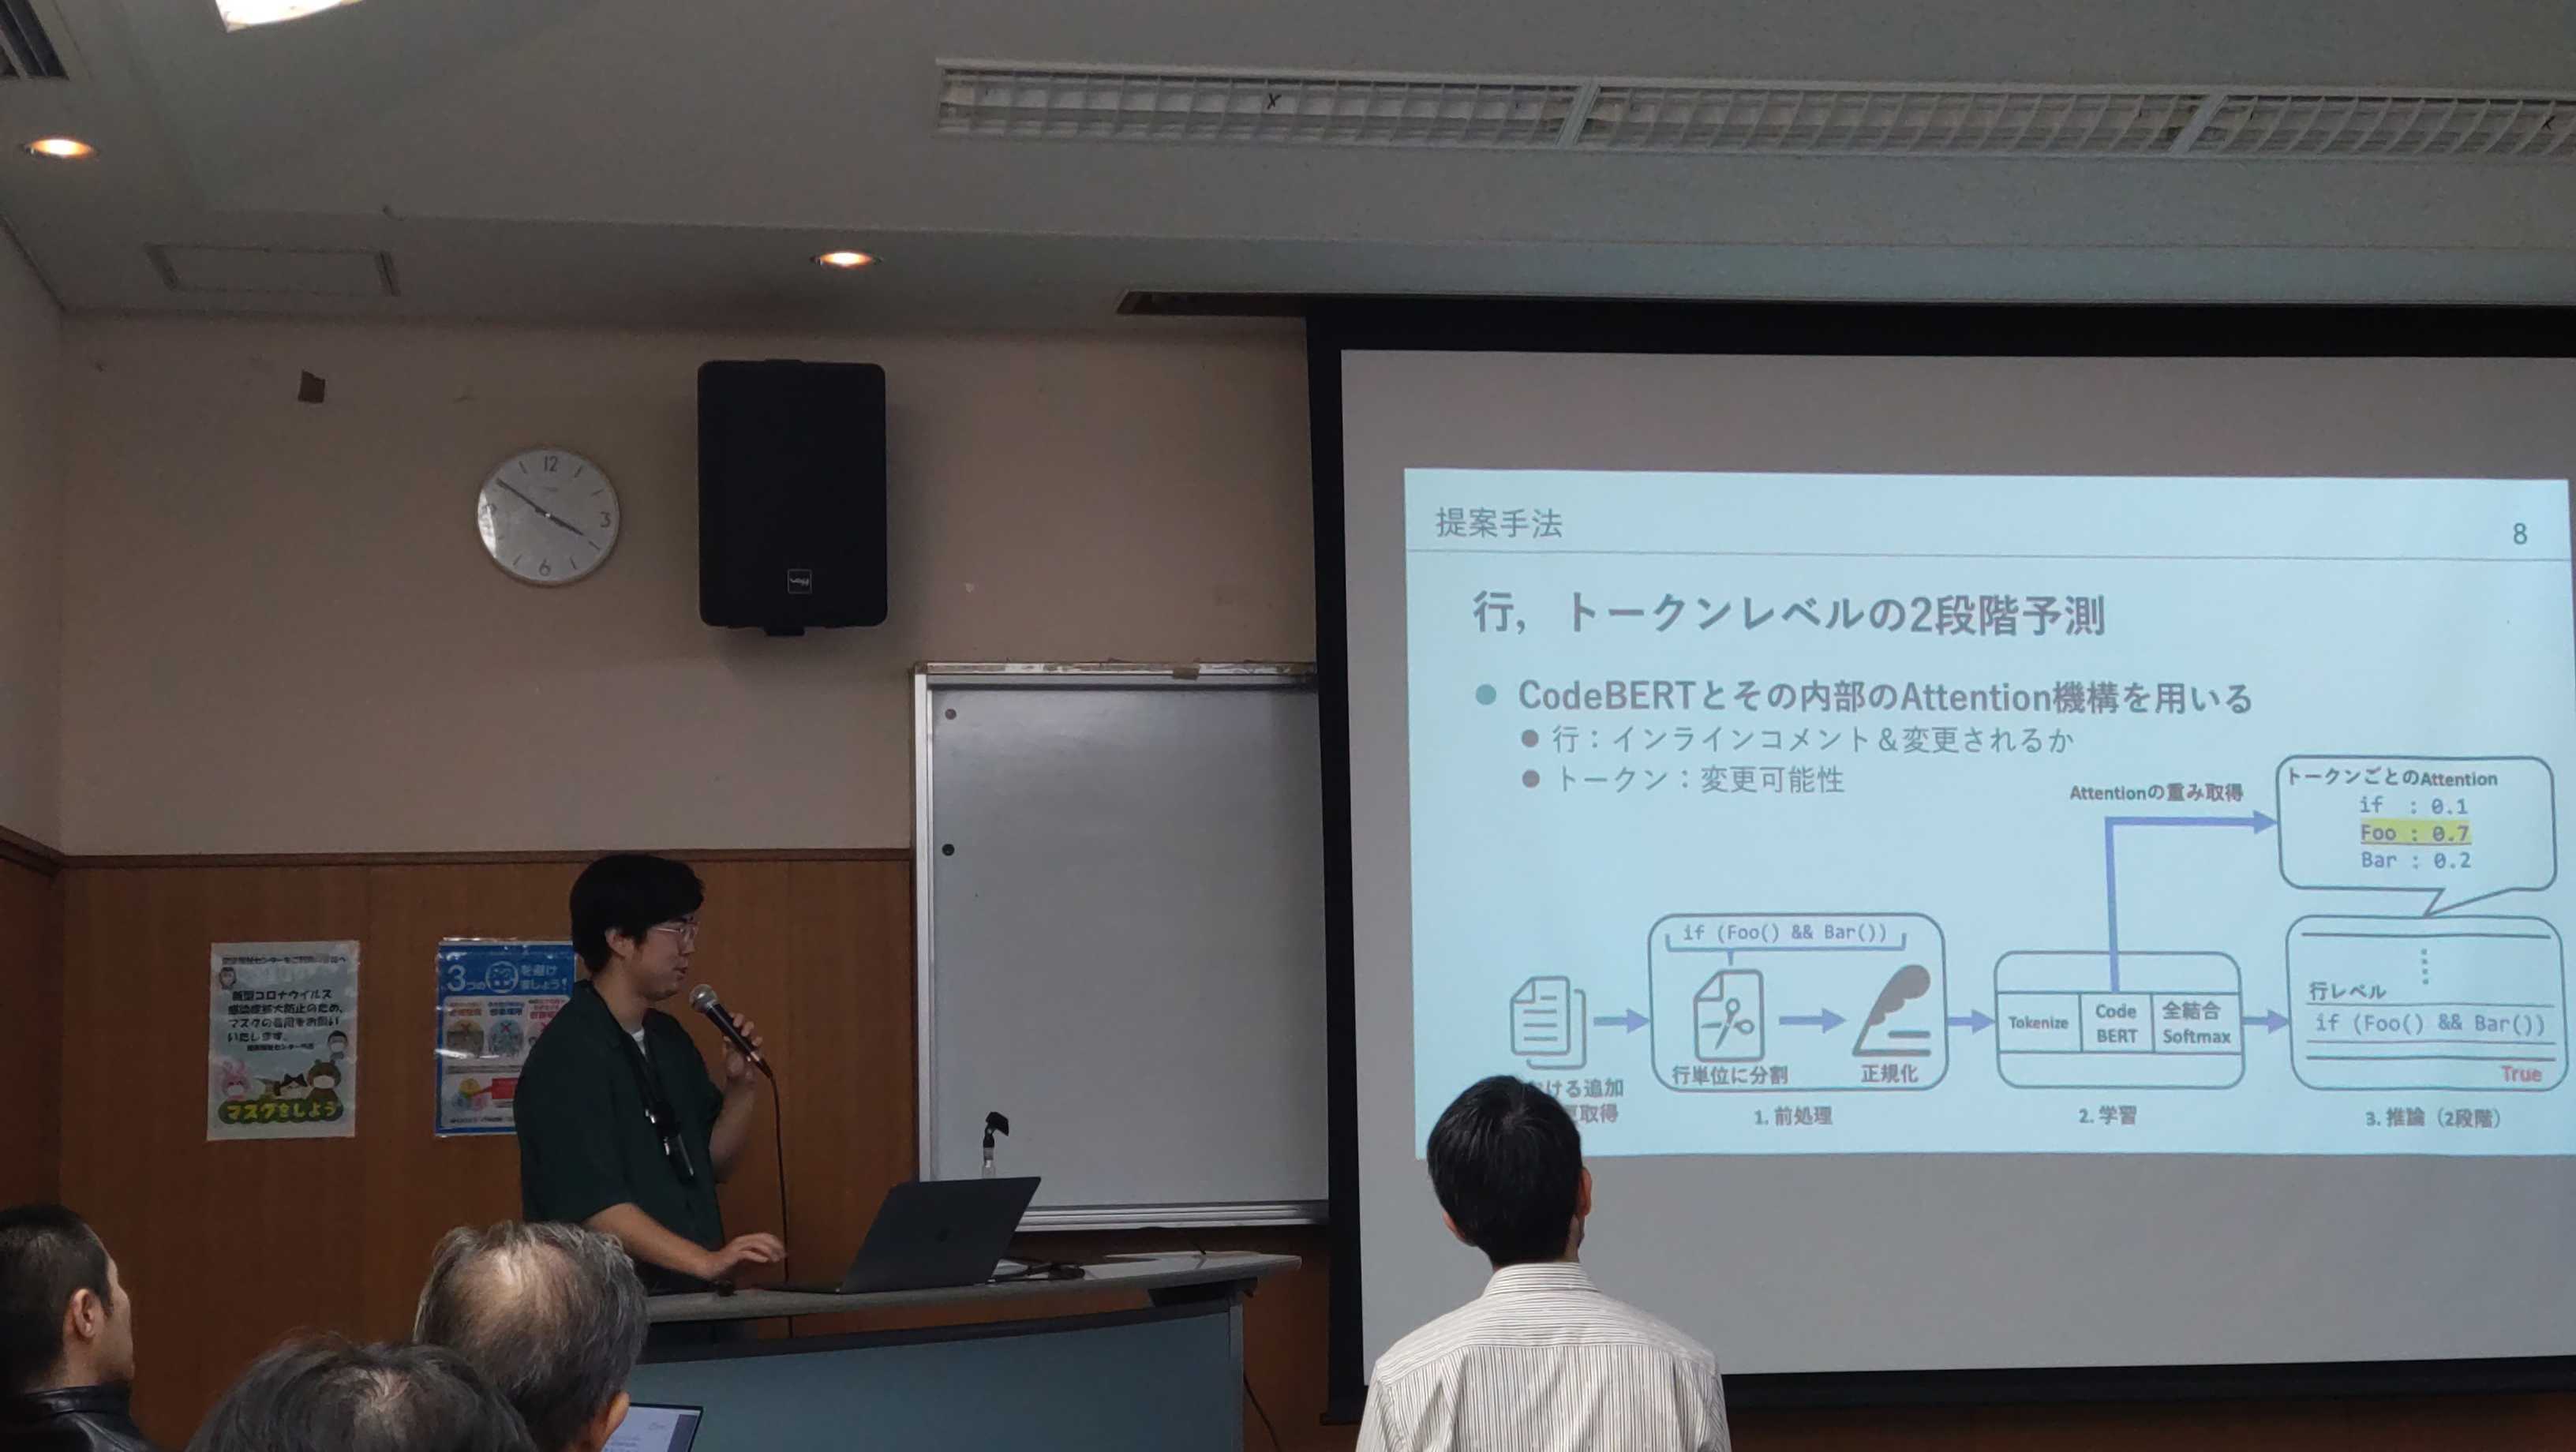 提案手法
8
行，トークンレベルの2段階予測
CodeBERTとその内部のAttention機構を用いる
行：インラインコメント＆変更されるか
トークン：変更可能性
Attentionの重み取得
トークンごとのAttention
if : 0.1
Foo : 0.7
Bar : 0.2
if (Foo() && Bar())
行単位に分割
正規化
ける追加
取得
1. 前処理
Tokenize
Code
BERT
全結合
Softmax
2. 学習
行レベル
if (Foo() && Bar())
True
3. 推論（2段階）
12
3
6
新型コロナウイルス
感染症拡大防止のため、
マスクの着用をお願い
いたします。
マスクをしよう
3つの
を避け
ましょう！